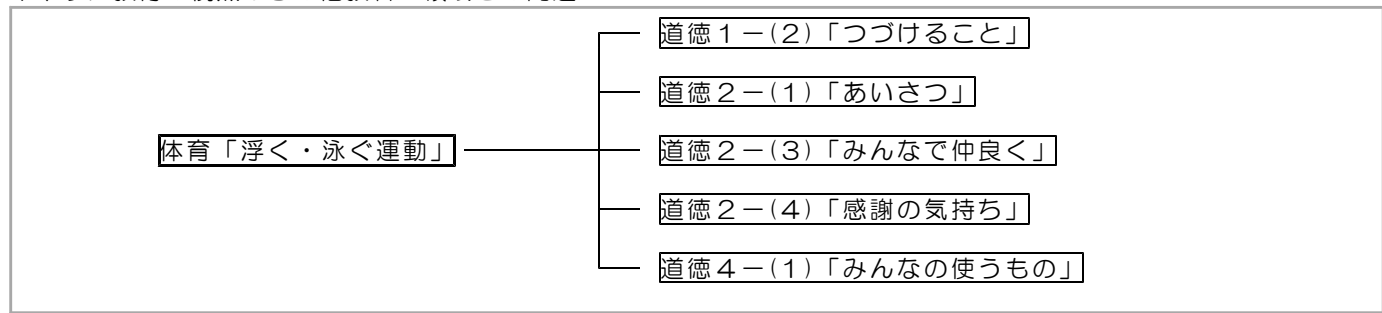 道徳１－(２)「つづけること」
道徳２－(１)「あいさつ」
体育「浮く・泳ぐ運動」
道徳２－(３)「みんなで仲良く」
道徳２－(４)「感謝の気持ち」
道徳４－(１)「みんなの使うもの」